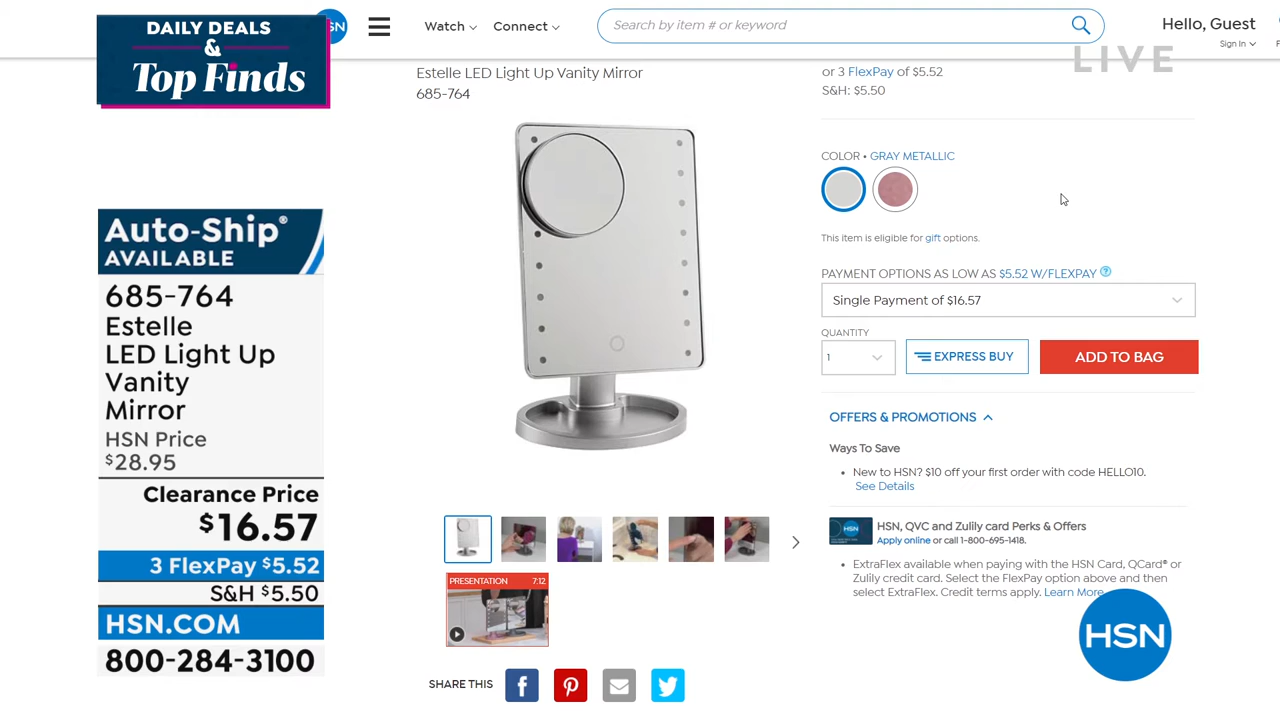 DAILY DEALS
&
Top Finds
SN
Watch
Connect
Search by item # or keyword
Hello, Guest
Sign In
LIVE
Estelle LED Light Up Vanity Mirror
685-764
or 3 FlexPay of $5.52
S&H: $5.50
COLOR • GRAY METALLIC
This item is eligible for gift options.
PAYMENT OPTIONS AS LOW AS $5.52 W/FLEXPAY ?
Single Payment of $16.57
QUANTITY
1
EXPRESS BUY
ADD TO BAG
OFFERS & PROMOTIONS
Ways To Save
• New to HSN? $10 off your first order with code HELLO10.
See Details
HSN
HSN, QVC and Zulily card Perks & Offers
Apply online or call 1-800-695-1418.
• ExtraFlex available when paying with the HSN Card, QCard® or
Zulily credit card. Select the FlexPay option above and then
select ExtraFlex. Credit terms apply. Learn More
HSN
Auto-Ship®
AVAILABLE
685-764
Estelle
LED Light Up
Vanity
Mirror
HSN Price
$28.95
Clearance Price
$16.57
3 FlexPay $5.52
S&H $5.50
HSN.COM
800-284-3100
PRESENTATION 7:12
SHARE THIS